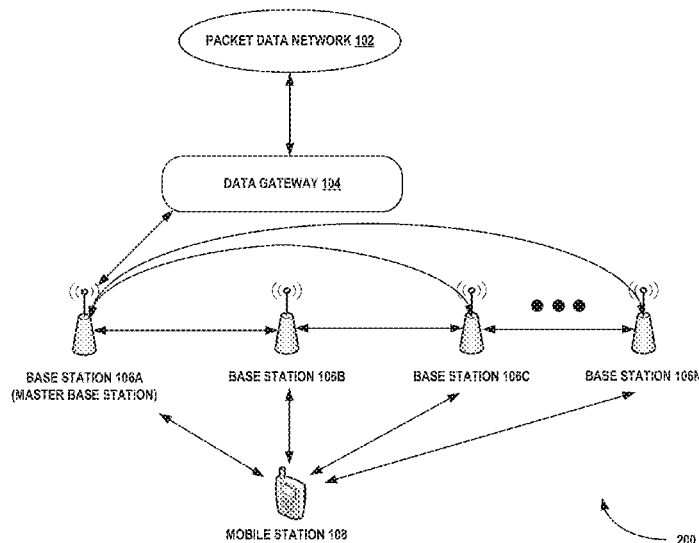 PACKET DATA NETWORK 102
DATA GATEWAY 104
BASE STATION 106A
(MASTER BASE STATION)
BASE STATION 106B
BASE STATION 106C
BASE STATION 106N
MOBILE STATION 108
200